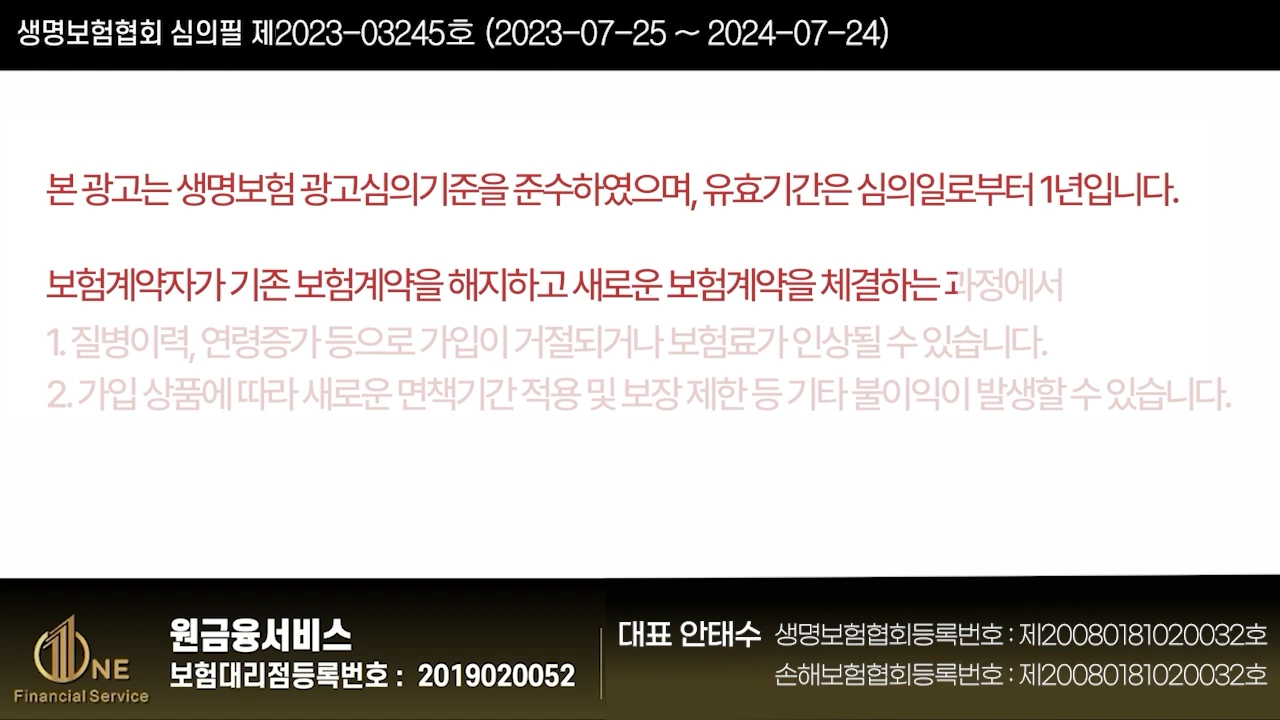 생명보험협회 심의필 제2023-03245호 (2023-07-25 ~ 2024-07-24)
본 광고는 생명보험 광고심의기준을 준수하였으며, 유효기간은 심의일로부터 1년입니다.
보험계약자가 기존 보험계약을 해지하고 새로운 보험계약을 체결하는 과정에서
1. 질병이력, 연령증가 등으로 가입이 거절되거나 보험료가 인상될 수 있습니다.
2. 가입 상품에 따라 새로운 면책기간 적용 및 보장 제한 등 기타 불이익이 발생할 수 있습니다.
ONE
Financial Service
원금융서비스
보험대리점등록번호 : 2019020052
대표 안태수 생명보험협회등록번호 : 제20080181020032호
손해보험협회등록번호 : 제20080181020032호